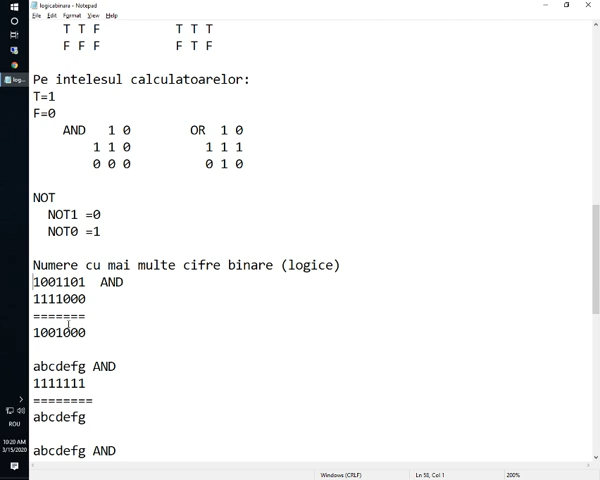 logicabinara - Notepad
File Edit Format View Help
T T F T T T
F F F F T F
Pe intelesul calculatoarelor:
T=1
F=0
AND 1 0 OR 1 0
1 1 0 1 1 1
0 0 0 0 1 0
NOT
NOT1 =0
NOT0 =1
Numere cu mai multe cifre binare (logice)
1001101 AND
1111000
=======
1001000
abcdefg AND
1111111
========
abcdefg
abcdefg AND
log...
ROU
10:20 AM
3/15/2020
Windows (CRLF) Ln 58, Col 1 200%